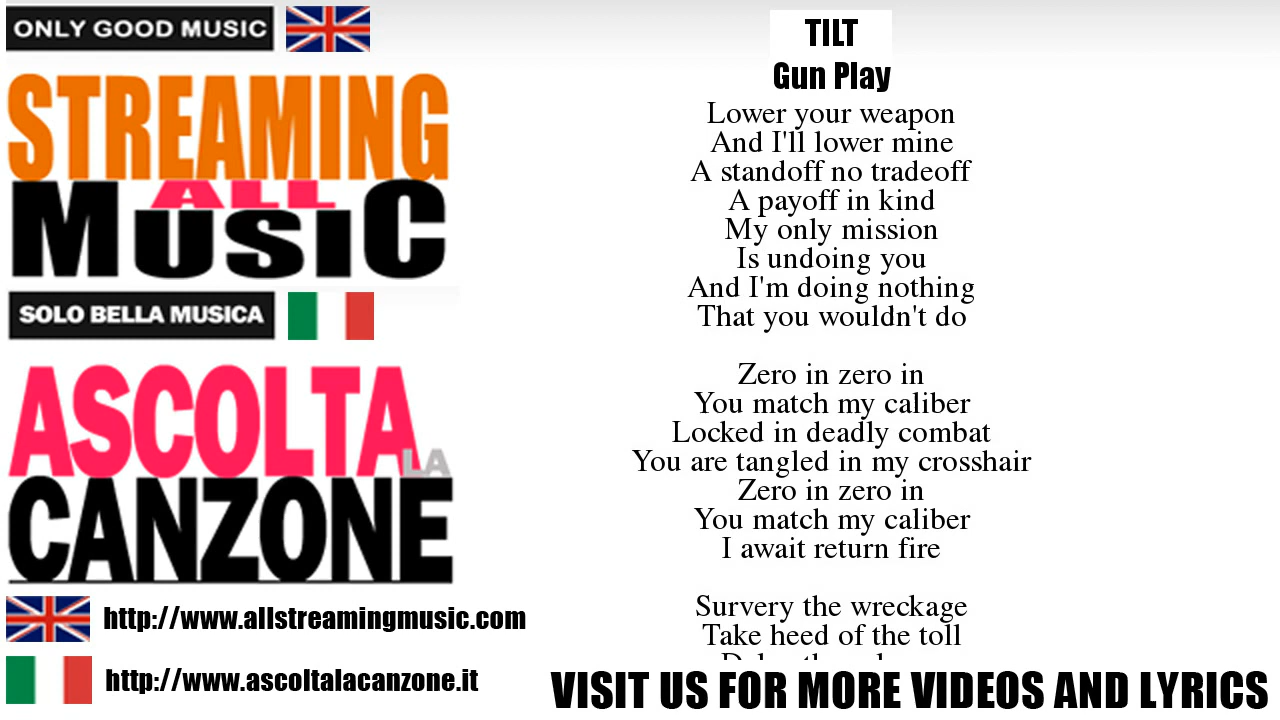 ONLY GOOD MUSIC
STREAMING
ALL
MUSIC
SOLO BELLA MUSICA
ASCOLTA
LA
CANZONE
http://www.allstreamingmusic.com
http://www.ascoltalacanzone.it
TILT
Gun Play
Lower your weapon
And I'll lower mine
A standoff no tradeoff
A payoff in kind
My only mission
Is undoing you
And I'm doing nothing
That you wouldn't do
Zero in zero in
You match my caliber
Locked in deadly combat
You are tangled in my crosshair
Zero in zero in
You match my caliber
I await return fire
Survery the wreckage
Take heed of the toll
VISIT US FOR MORE VIDEOS AND LYRICS